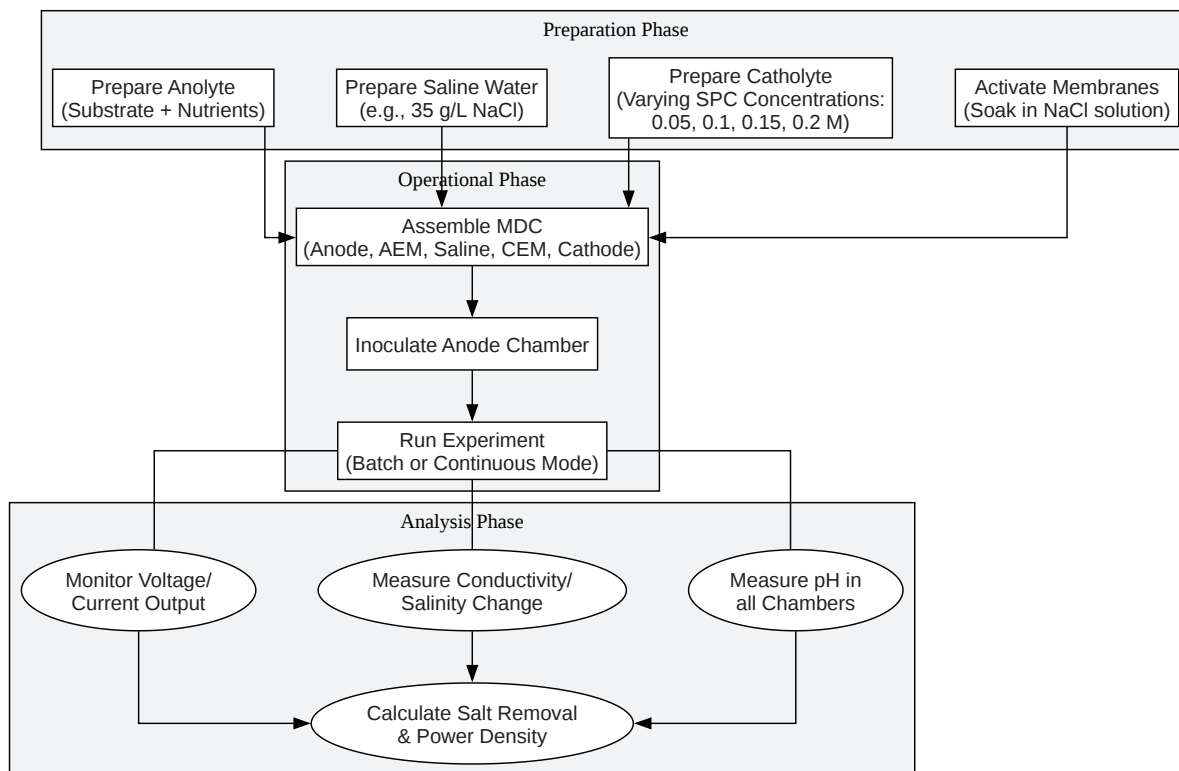 Preparation Phase
Prepare Anolyte
(Substrate + Nutrients)
Prepare Saline Water
(e.g., 35 g/L NaCl)
Prepare Catholyte
(Varying SPC Concentrations:
0.05, 0.1, 0.15, 0.2 M)
Activate Membranes
(Soak in NaCl solution)
Operational Phase
Assemble MDC
(Anode, AEM, Saline, CEM, Cathode)
Inoculate Anode Chamber
Run Experiment
(Batch or Continuous Mode)
Analysis Phase
Monitor Voltage/
Current Output
Measure Conductivity/
Salinity Change
Measure pH in
all Chambers
Calculate Salt Removal
& Power Density